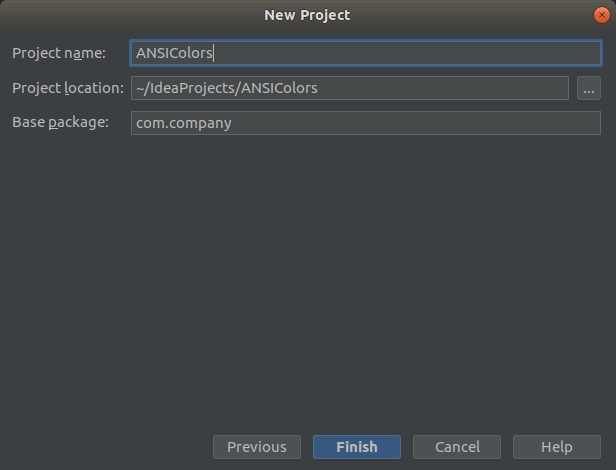 New Project
Project name: ANSIColors
Project location: ~/IdeaProjects/ANSIColors ...
Base package: com.company
Previous Finish Cancel Help